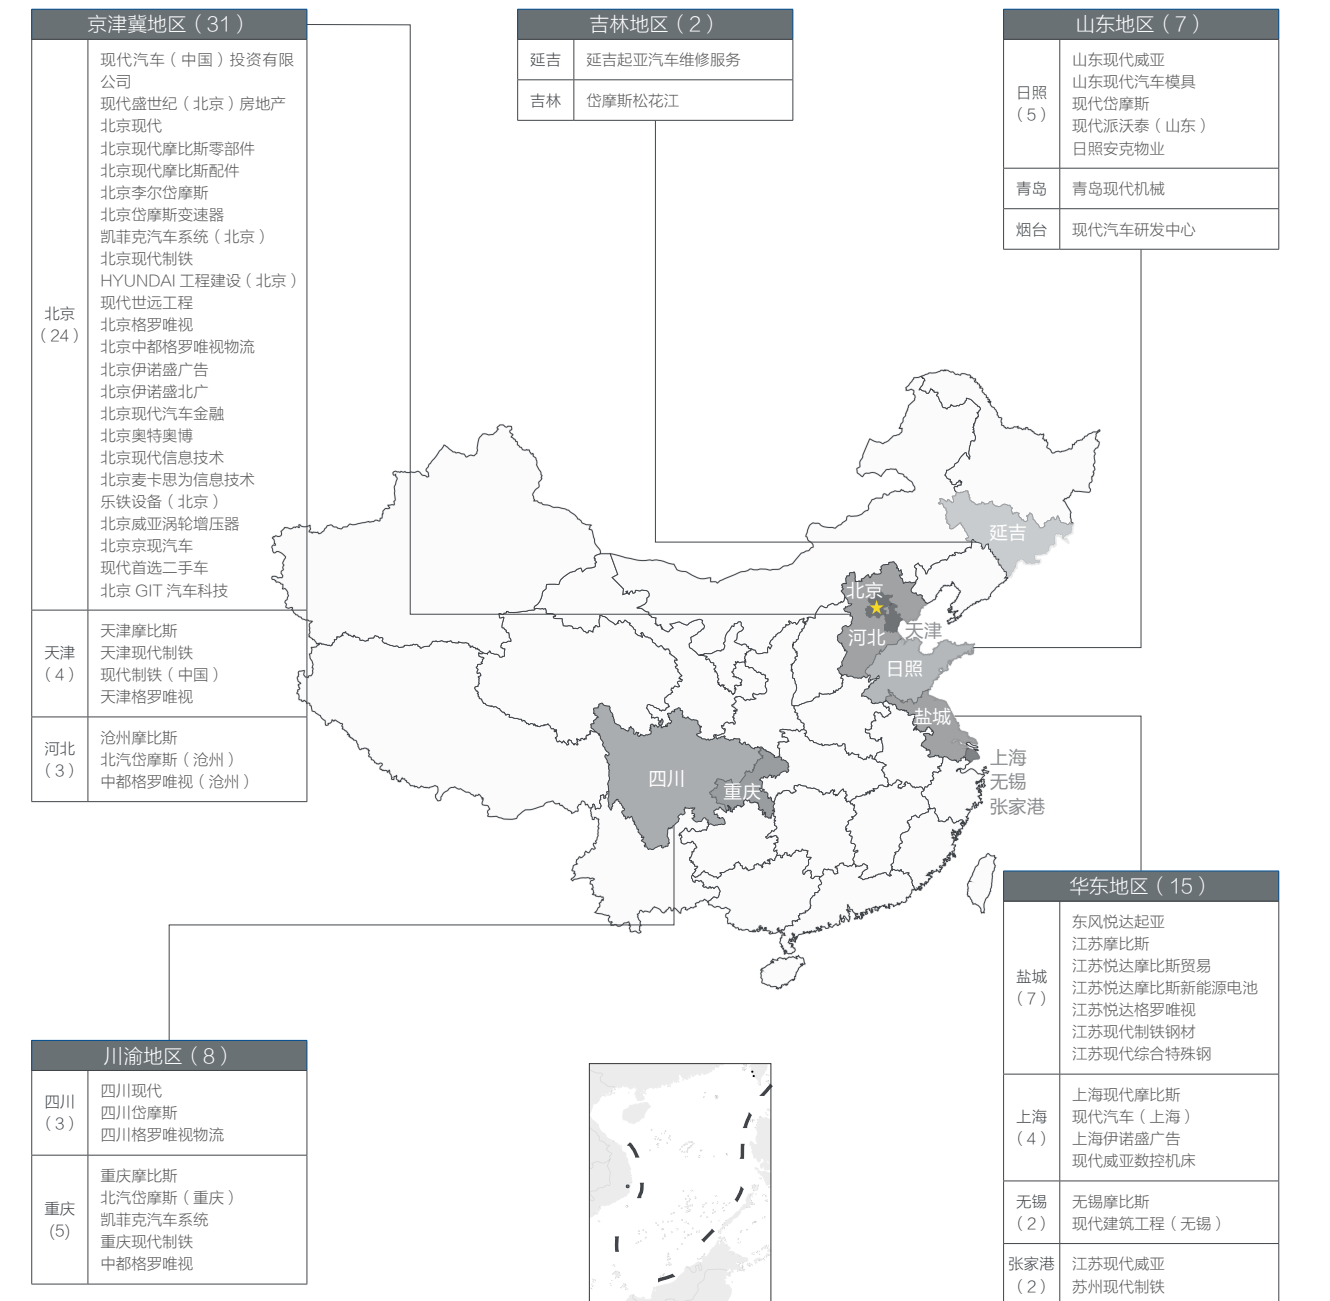 京津冀地区（31）
北京
（24）
现代汽车（中国）投资有限
公司
现代盛世纪（北京）房地产
北京现代
北京现代摩比斯零部件
北京现代摩比斯配件
北京李尔岱摩斯
北京岱摩斯变速器
凯菲克汽车系统（北京）
北京现代制铁
HYUNDAI 工程建设（北京）
现代世远工程
北京格罗唯视
北京中都格罗唯视物流
北京伊诺盛广告
北京伊诺盛北广
北京现代汽车金融
北京奥特奥博
北京现代信息技术
北京麦卡思为信息技术
乐铁设备（北京）
北京威亚涡轮增压器
北京京现汽车
现代首选二手车
北京 GIT 汽车科技
天津
（4）
天津摩比斯
天津现代制铁
现代制铁（中国）
天津格罗唯视
河北
（3）
沧州摩比斯
北汽岱摩斯（沧州）
中都格罗唯视（沧州）
吉林地区（2）
延吉
延吉起亚汽车维修服务
吉林
岱摩斯松花江
山东地区（7）
日照
（5）
山东现代威亚
山东现代汽车模具
现代岱摩斯
现代派沃泰（山东）
日照安克物业
青岛
青岛现代机械
烟台
现代汽车研发中心
延吉
北京
天津
河北
日照
盐城
上海
无锡
张家港
四川
重庆
川渝地区（8）
四川
（3）
四川现代
四川岱摩斯
四川格罗唯视物流
重庆
(5)
重庆摩比斯
北汽岱摩斯（重庆）
凯菲克汽车系统
重庆现代制铁
中都格罗唯视
华东地区（15）
盐城
（7）
东风悦达起亚
江苏摩比斯
江苏悦达摩比斯贸易
江苏悦达摩比斯新能源电池
江苏悦达格罗唯视
江苏现代制铁钢材
江苏现代综合特殊钢
上海
（4）
上海现代摩比斯
现代汽车（上海）
上海伊诺盛广告
现代威亚数控机床
无锡
（2）
无锡摩比斯
现代建筑工程（无锡）
张家港
（2）
江苏现代威亚
苏州现代制铁